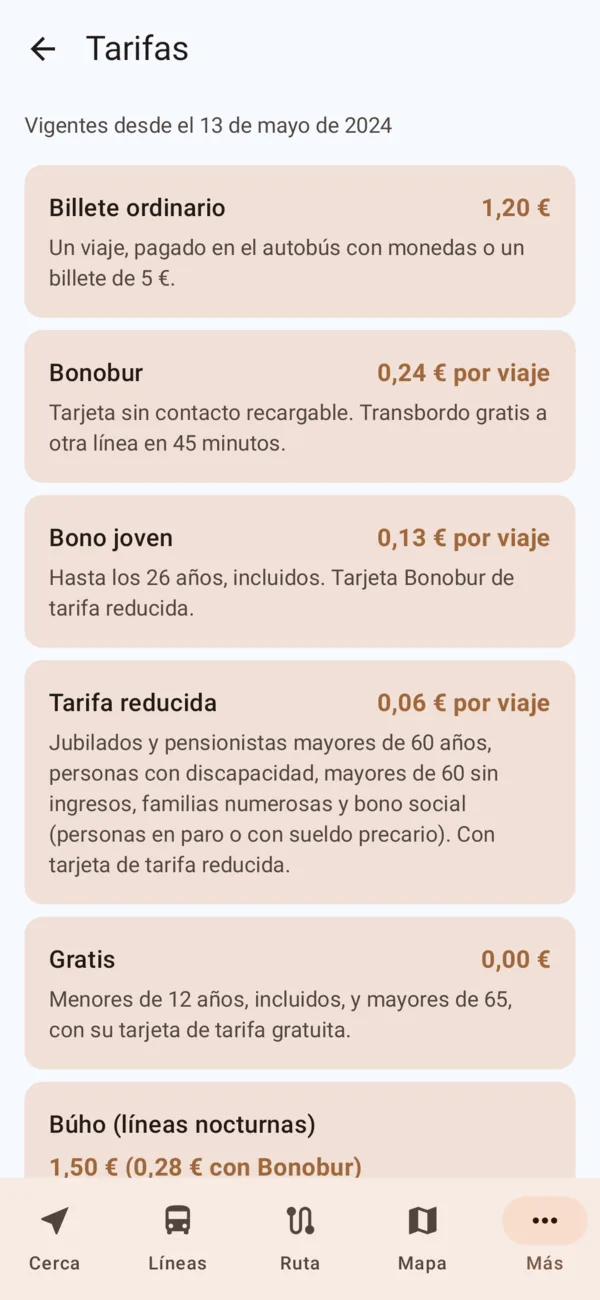 Tarifas
Vigentes desde el 13 de mayo de 2024
Billete ordinario 1,20 €
Un viaje, pagado en el autobús con monedas o un
billete de 5 €.
Bonobur 0,24 € por viaje
Tarjeta sin contacto recargable. Transbordo gratis a
otra línea en 45 minutos.
Bono joven 0,13 € por viaje
Hasta los 26 años, incluidos. Tarjeta Bonobur de
tarifa reducida.
Tarifa reducida 0,06 € por viaje
Jubilados y pensionistas mayores de 60 años,
personas con discapacidad, mayores de 60 sin
ingresos, familias numerosas y bono social
(personas en paro o con sueldo precario). Con
tarjeta de tarifa reducida.
Gratis 0,00 €
Menores de 12 años, incluidos, y mayores de 65,
con su tarjeta de tarifa gratuita.
Búho (líneas nocturnas)
1,50 € (0,28 € con Bonobur)
Cerca Líneas Ruta Mapa Más